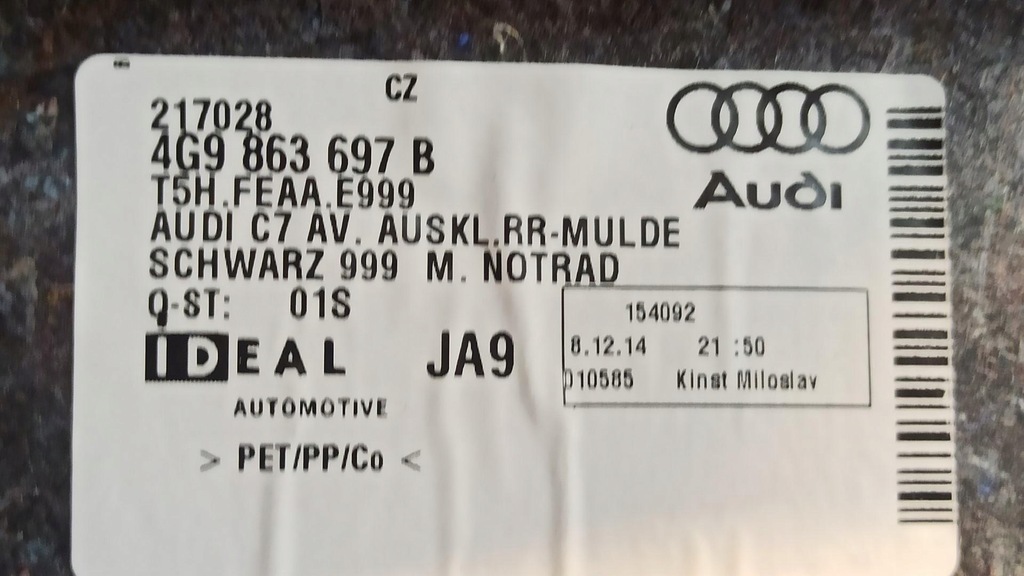 CZ
217028
4G9 863 697 B
T5H.FEAA.E999
AUDI C7 AV. AUSKL.RR-MULDE
SCHWARZ 999 M. NOTRAD
Q-ST: 01S
IDEAL JA9
AUTOMOTIVE
> PET/PP/Co <
Audi
154092
8.12.14 21 :50
010585 Kinst Miloslav